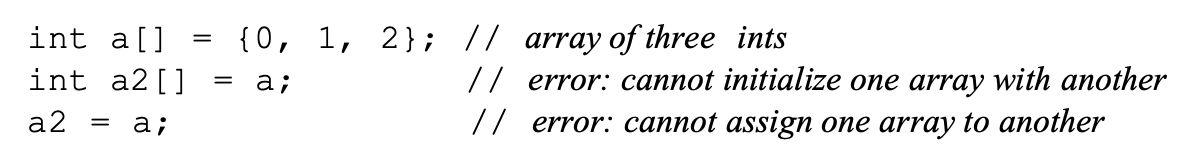 int a[] = {0, 1, 2}; // array of three ints
int a2[] = a; // error: cannot initialize one array with another
a2 = a; // error: cannot assign one array to another